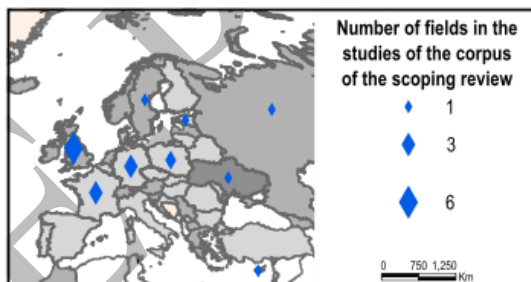 Number of fields in the
studies of the corpus
of the scoping review
1
3
6
0 750 1,250
Km